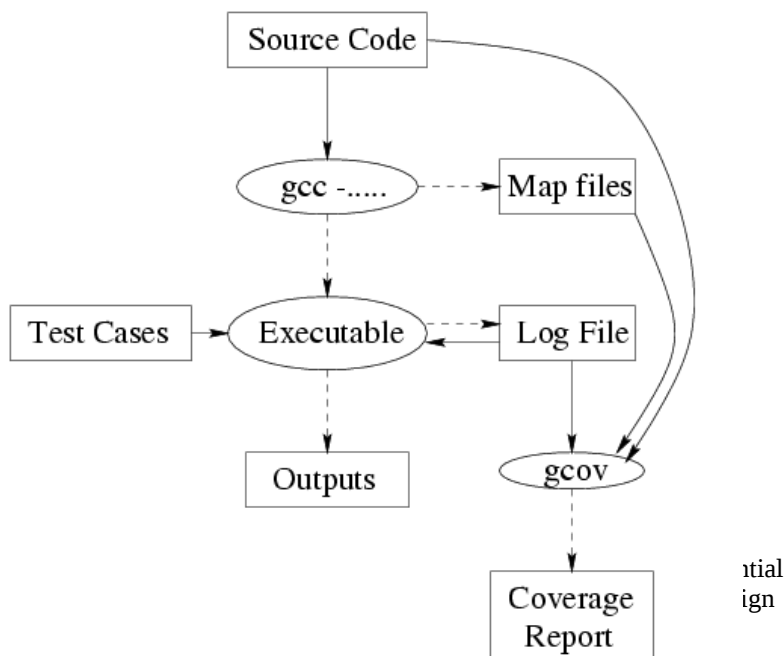 Source Code
gcc -.....
Map files
Test Cases
Executable
Log File
Outputs
gcov
Coverage
Report